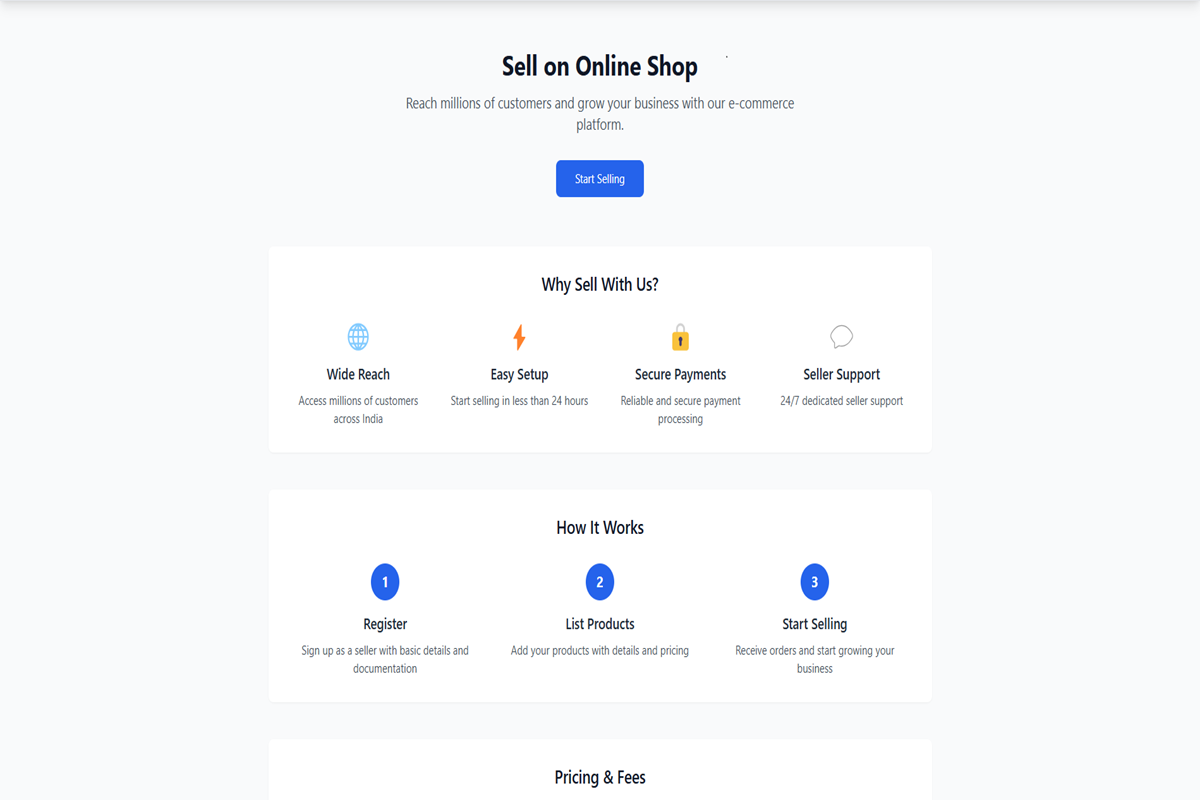 Sell on Online Shop
Reach millions of customers and grow your business with our e-commerce
platform.
Start Selling
Why Sell With Us?
Wide Reach
Access millions of customers
across India
Easy Setup
Start selling in less than 24 hours
Secure Payments
Reliable and secure payment
processing
Seller Support
24/7 dedicated seller support
How It Works
1
Register
Sign up as a seller with basic details and
documentation
2
List Products
Add your products with details and pricing
3
Start Selling
Receive orders and start growing your
business
Pricing & Fees